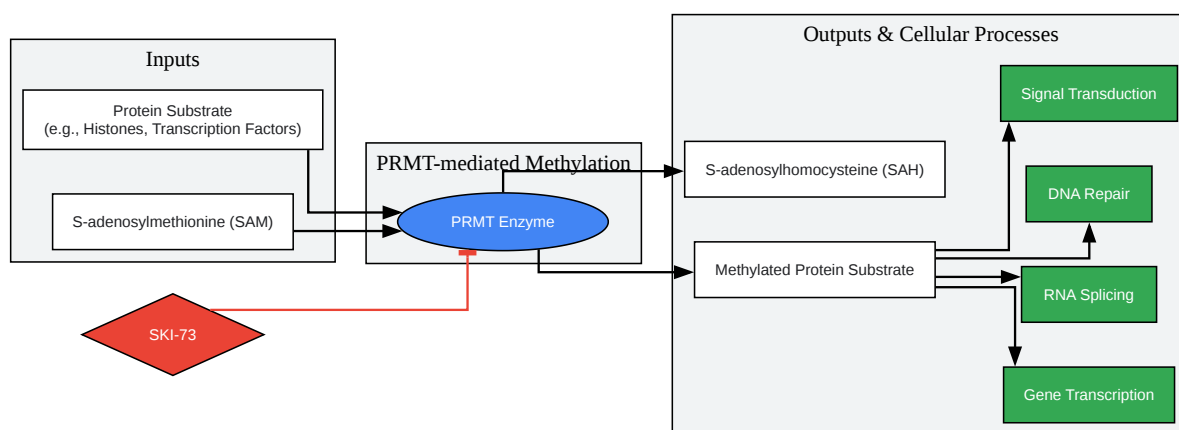 Inputs
Protein Substrate
(e.g., Histones, Transcription Factors)
S-adenosylmethionine (SAM)
SKI-73
PRMT-mediated Methylation
PRMT Enzyme
Outputs & Cellular Processes
S-adenosylhomocysteine (SAH)
Methylated Protein Substrate
Signal Transduction
DNA Repair
RNA Splicing
Gene Transcription